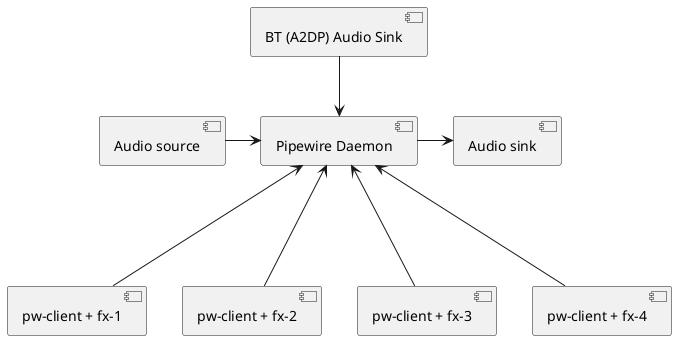 BT (A2DP) Audio Sink
Audio source
Pipewire Daemon
Audio sink
pw-client + fx-1
pw-client + fx-2
pw-client + fx-3
pw-client + fx-4